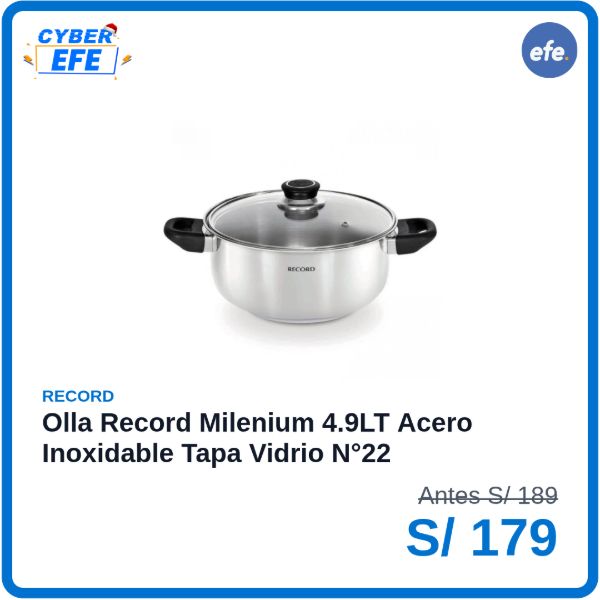 CYBER
EFE
efe.
RECORD
RECORD
Olla Record Milenium 4.9LT Acero
Inoxidable Tapa Vidrio N°22
Antes S/ 189
S/ 179